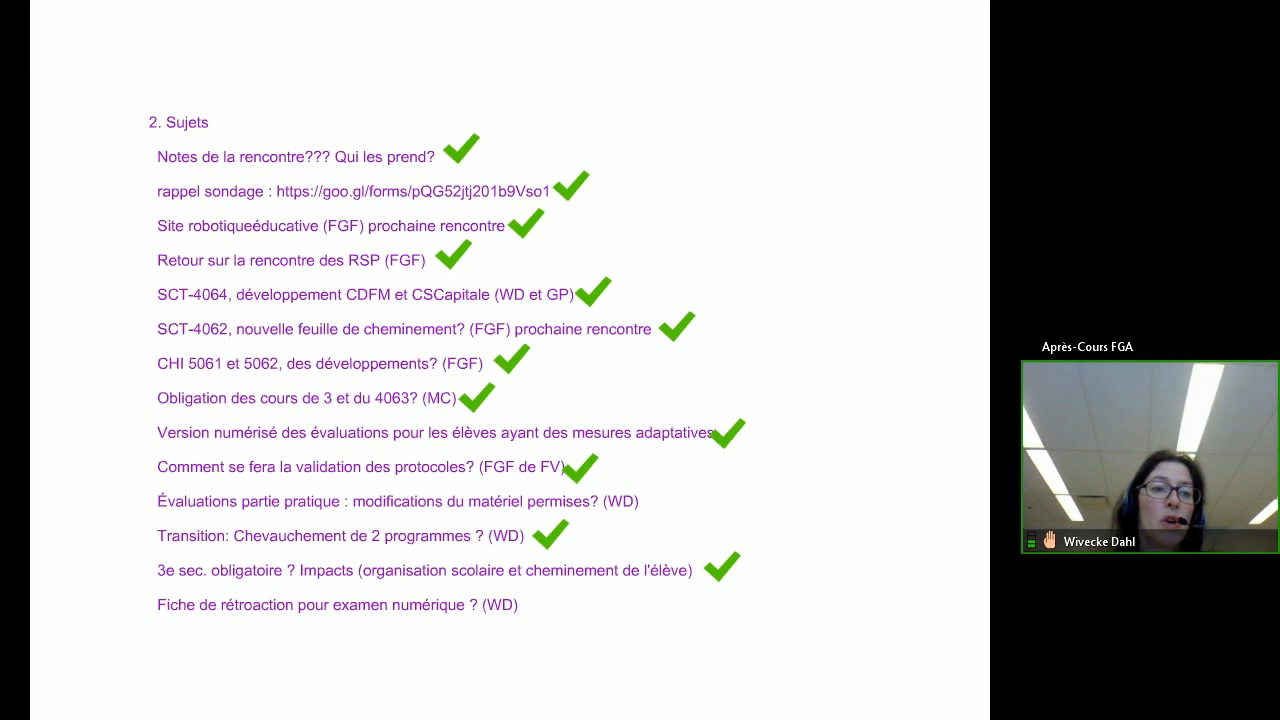 2. Sujets
Notes de la rencontre??? Qui les prend?
rappel sondage : https://goo.gl/forms/pQG52jtj201b9Vso1
Site robotiqueéducative (FGF) prochaine rencontre
Retour sur la rencontre des RSP (FGF)
SCT-4064, développement CDFM et CSCapitale (WD et GP)
SCT-4062, nouvelle feuille de cheminement? (FGF) prochaine rencontre
CHI 5061 et 5062, des développements? (FGF)
Obligation des cours de 3 et du 4063? (MC)
Version numérisé des évaluations pour les élèves ayant des mesures adaptatives
Comment se fera la validation des protocoles? (FGF de FV)
Évaluations partie pratique : modifications du matériel permises? (WD)
Transition: Chevauchement de 2 programmes ? (WD)
3e sec. obligatoire ? Impacts (organisation scolaire et cheminement de l'élève)
Fiche de rétroaction pour examen numérique ? (WD)
Après-Cours FGA
Wivecke Dahl